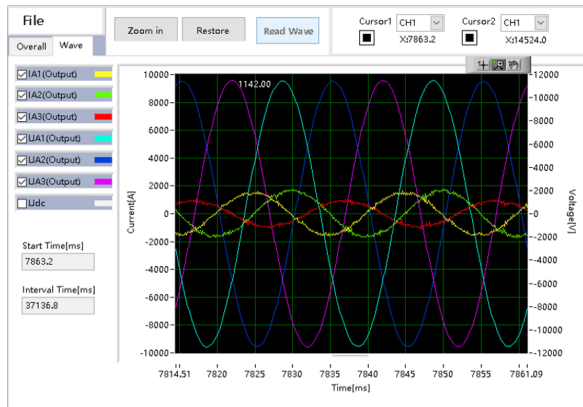 File
Zoom in
Restore
Read Wave
Cursor1
CH1
X:7863.2
Cursor2
CH1
X:14524.0
Overall
Wave
IA1(Output)
IA2(Output)
IA3(Output)
UA1(Output)
UA2(Output)
UA3(Output)
Udc
Start Time[ms]
7863.2
Interval Time[ms]
37136.8
1142.00
Current[A]
10000
8000
6000
4000
2000
0
-2000
-4000
-6000
-8000
-10000
Voltage[V]
12000
10000
8000
6000
4000
2000
0
-2000
-4000
-6000
-8000
-10000
-12000
7814.51 7820 7825 7830 7835 7840 7845 7850 7855 7861.09
Time[ms]